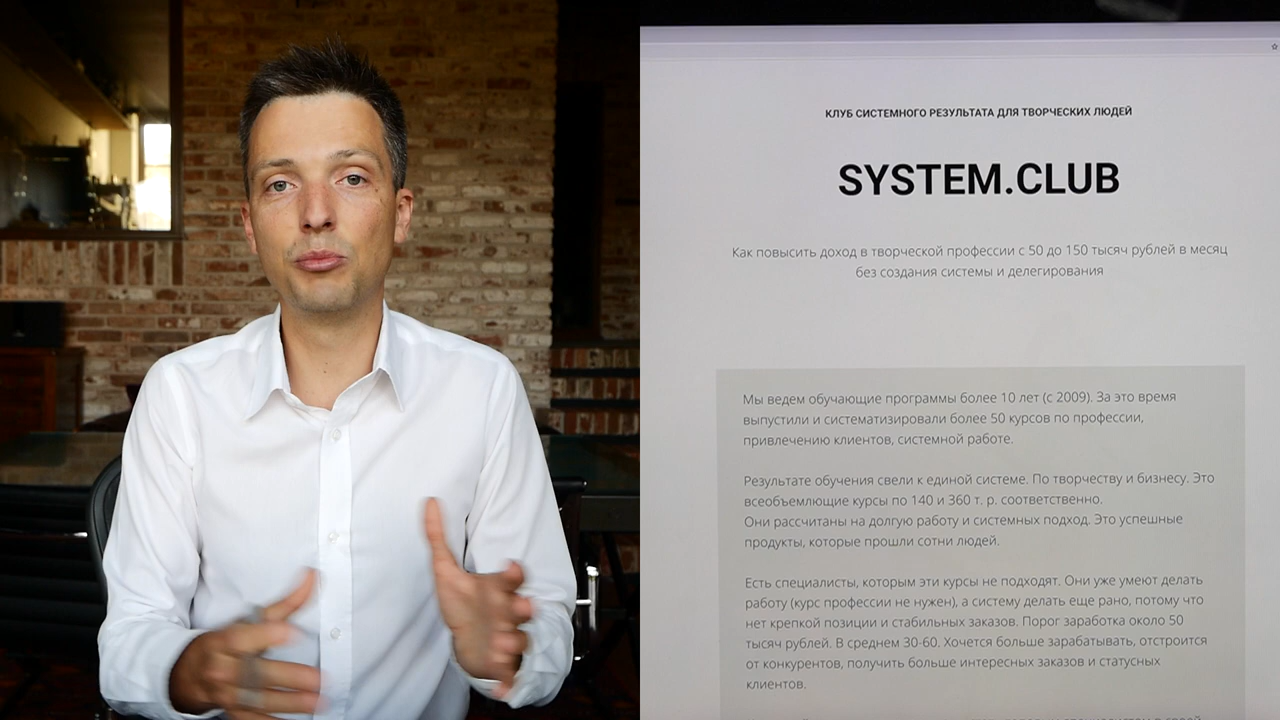 КЛУБ СИСТЕМНОГО РЕЗУЛЬТАТА ДЛЯ ТВОРЧЕСКИХ ЛЮДЕЙ
SYSTEM.CLUB
Как повысить доход в творческой профессии с 50 до 150 тысяч рублей в месяц
без создания системы и делегирования
Мы ведем обучающие программы более 10 лет (с 2009). За это время
выпустили и систематизировали более 50 курсов по профессии,
привлечению клиентов, системной работе.
Результате обучения свели к единой системе. По творчеству и бизнесу. Это
всеобъемлющие курсы по 140 и 360 т. р. соответственно.
Они рассчитаны на долгую работу и системных подход. Это успешные
продукты, которые прошли сотни людей.
Есть специалисты, которым эти курсы не подходят. Они уже умеют делать
работу (курс профессии не нужен), а систему делать еще рано, потому что
нет крепкой позиции и стабильных заказов. Порог заработка около 50
тысяч рублей. В среднем 30-60. Хочется больше зарабатывать, отстроится
от конкурентов, получить больше интересных заказов и статусных
клиентов.